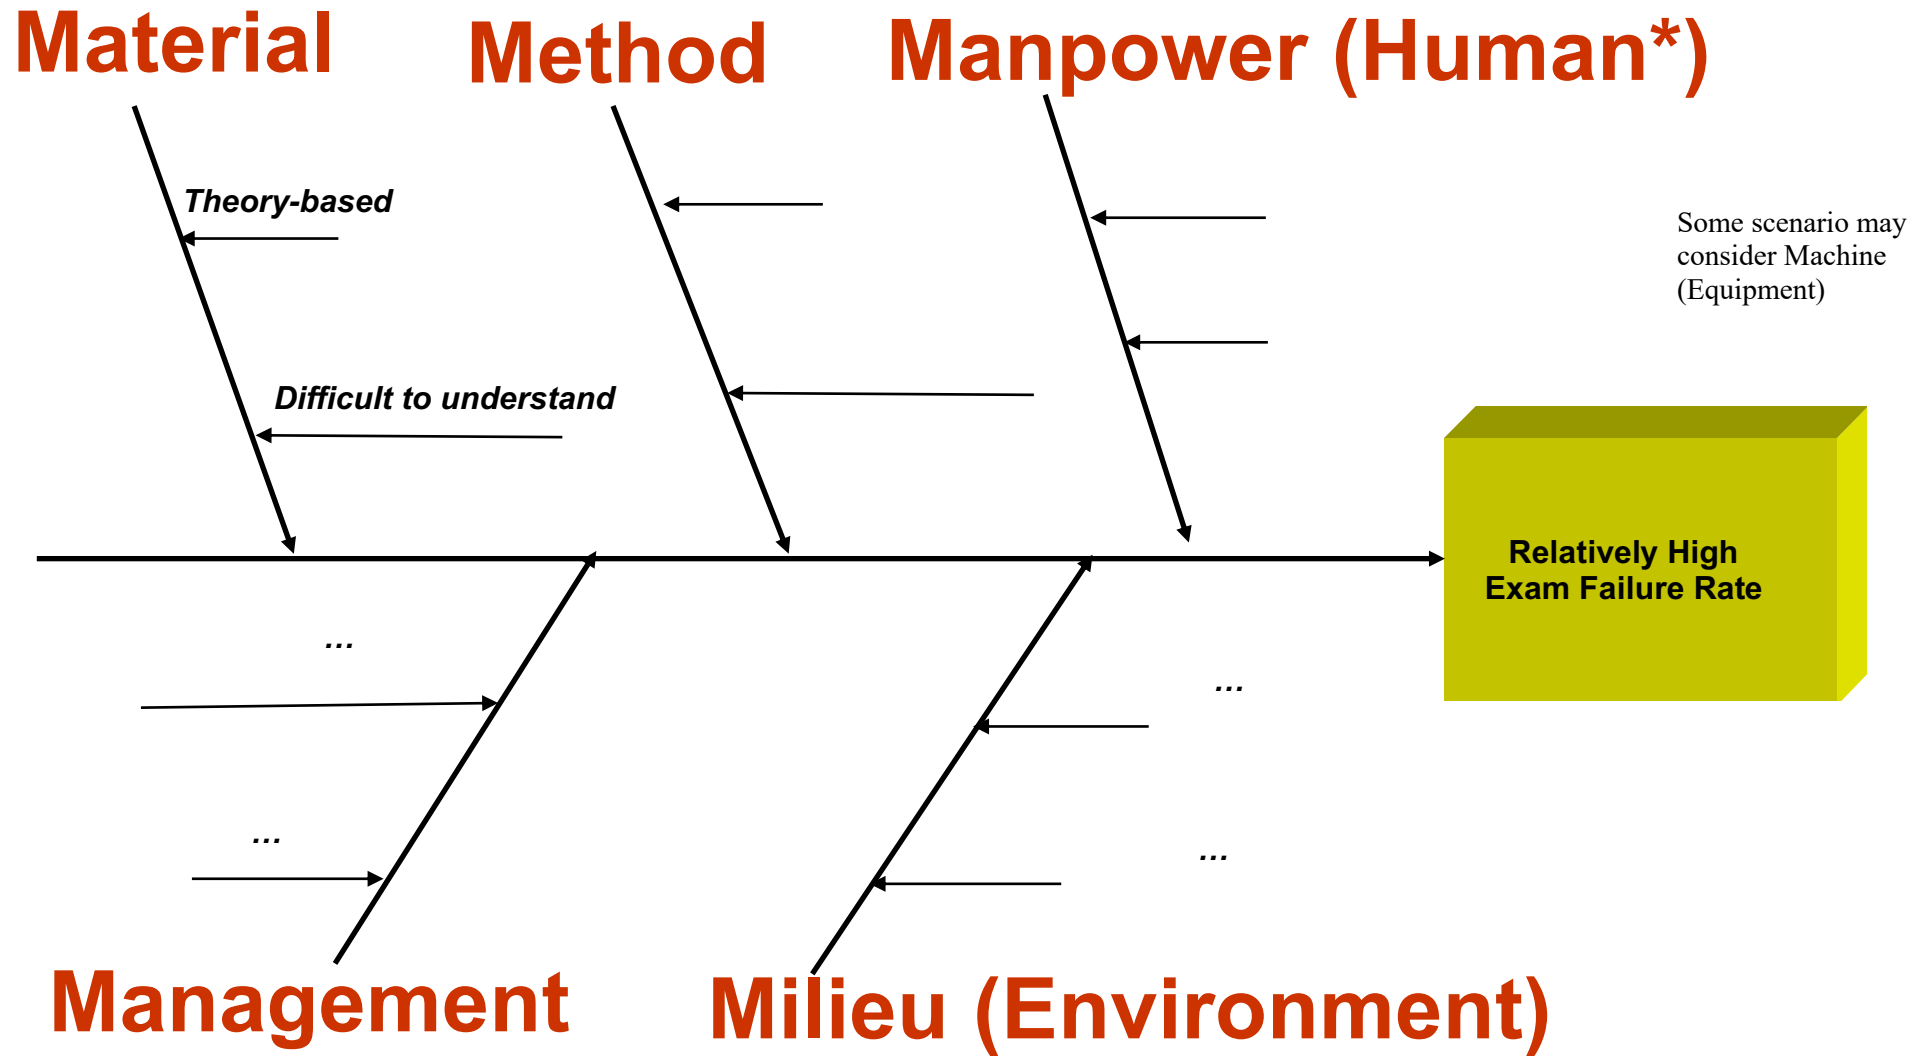 Material
Method
Manpower (Human*)
Theory-based
Some scenario may
consider Machine
(Equipment)
Difficult to understand
Relatively High
Exam Failure Rate
...
...
...
...
Management
Milieu (Environment)